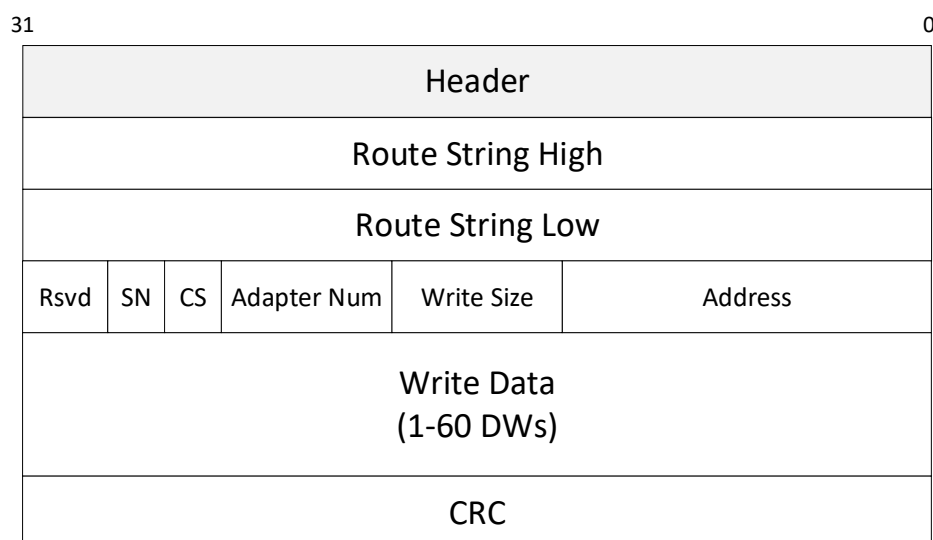 31 0
Header
Route String High
Route String Low
Rsvd SN CS Adapter Num Write Size Address
Write Data
(1-60 DWs)
CRC